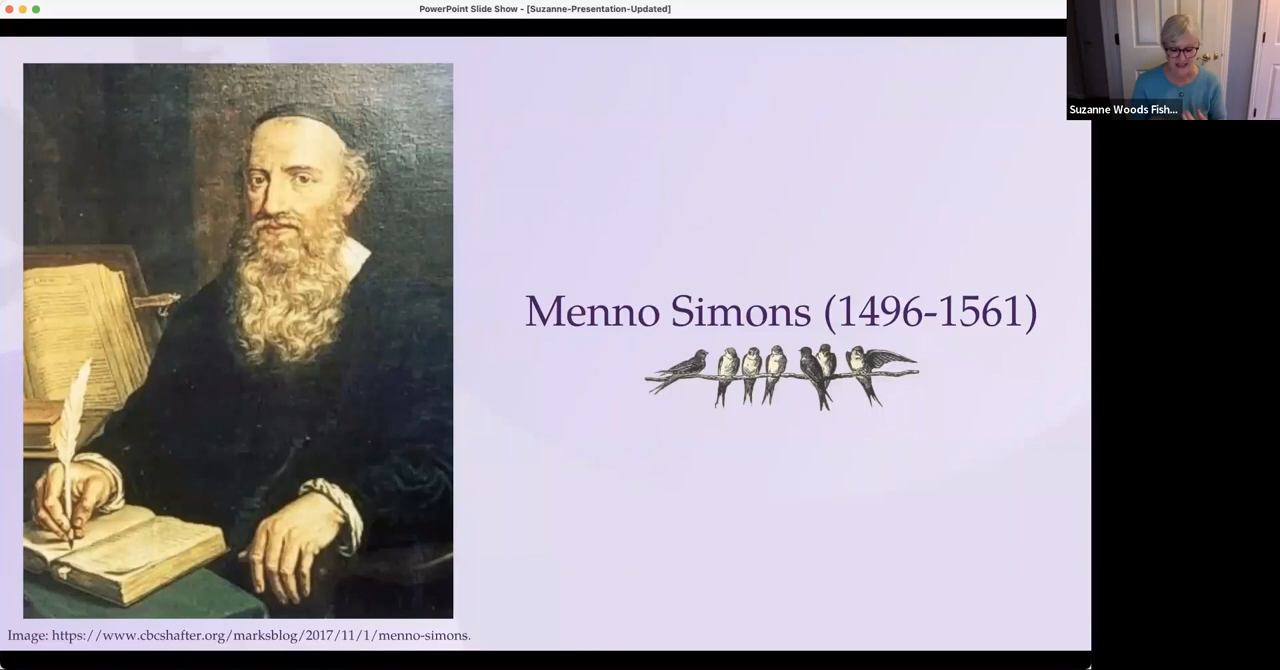 PowerPoint Slide Show - [Suzanne-Presentation-Updated]
Suzanne Woods Fish...
Menno Simons (1496-1561)
Image: https://www.cbcshafter.org/marksblog/2017/11/1/menno-simons.